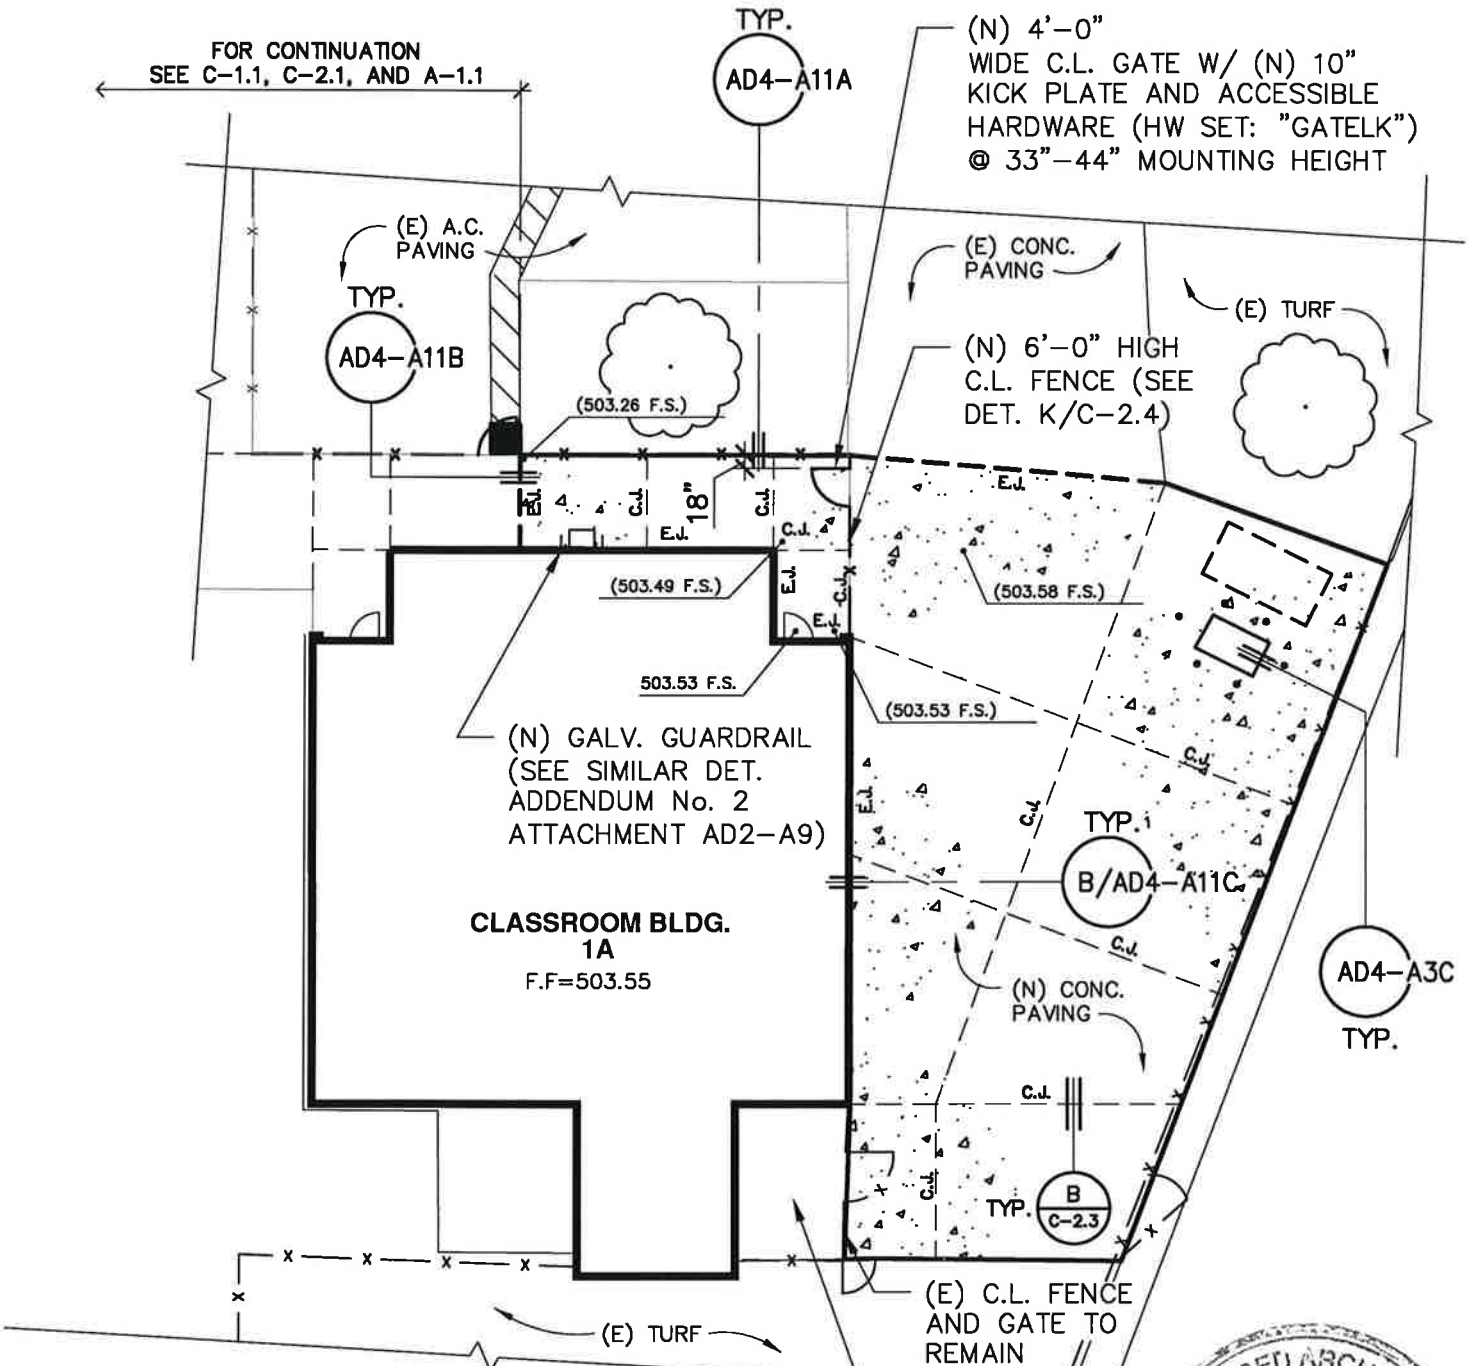 TYP.
AD4-A11A
FOR CONTINUATION
SEE C-1.1, C-2.1, AND A-1.1
(N) 4'-0"
WIDE C.L. GATE W/ (N) 10"
KICK PLATE AND ACCESSIBLE
HARDWARE (HW SET: "GATELK")
@ 33"-44" MOUNTING HEIGHT
(E) A.C.
PAVING
(E) CONC.
PAVING
(E) TURF
TYP.
AD4-A11B
(N) 6'-0" HIGH
C.L. FENCE (SEE
DET. K/C-2.4)
(503.26 F.S.)
E.J.
E.J.
C.J.
18"
C.J.
E.J.
C.J.
(503.49 F.S.)
E.J.
C.J.
(503.58 F.S.)
E.J.
503.53 F.S.
(503.53 F.S.)
(N) GALV. GUARDRAIL
(SEE SIMILAR DET.
ADDENDUM No. 2
ATTACHMENT AD2-A9)
C.J.
E.J.
C.J.
TYP.
B/AD4-A11C
CLASSROOM BLDG.
1A
F.F=503.55
C.J.
AD4-A3C
TYP.
(N) CONC.
PAVING
C.J.
C.J.
TYP.
B
C-2.3
(E) C.L. FENCE
AND GATE TO
REMAIN
(E) TURF